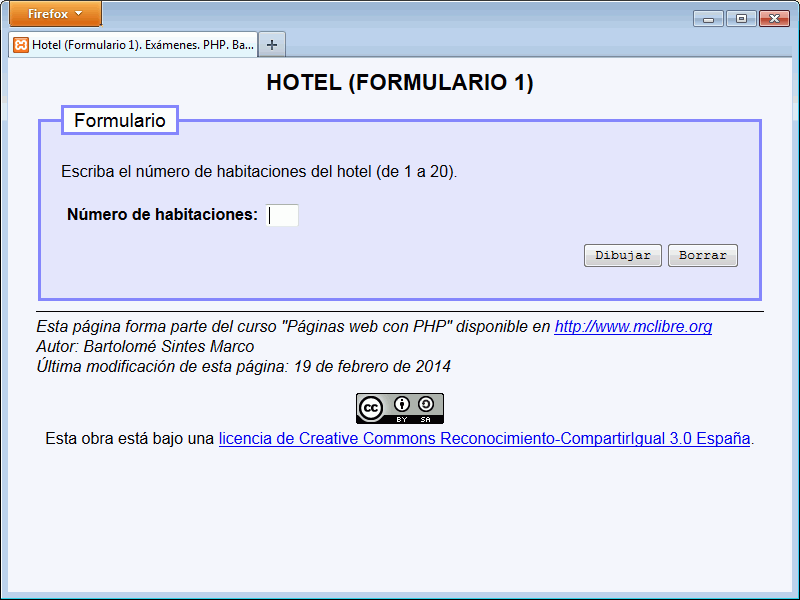 Firefox
Hotel (Formulario 1). Exámenes. PHP. Ba...
HOTEL (FORMULARIO 1)
Formulario
Escriba el número de habitaciones del hotel (de 1 a 20).
Número de habitaciones:
Dibujar Borrar
Esta página forma parte del curso "Páginas web con PHP" disponible en http://www.mclibre.org
Autor: Bartolomé Sintes Marco
Última modificación de esta página: 19 de febrero de 2014
cc BY SA
Esta obra está bajo una licencia de Creative Commons Reconocimiento-CompartirIgual 3.0 España.